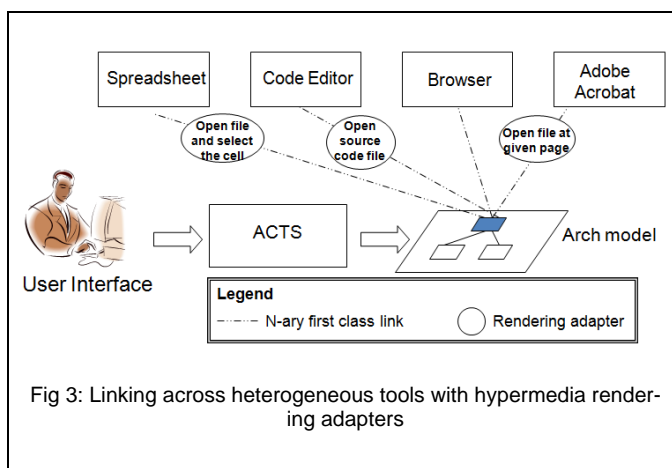 Spreadsheet
Code Editor
Browser
Adobe
Acrobat
Open file
and select
the cell
Open
source
code file
Open file at
given page
ACTS
Arch model
User Interface
Legend
N-ary first class link
Rendering adapter
Fig 3: Linking across heterogeneous tools with hypermedia render-
ing adapters